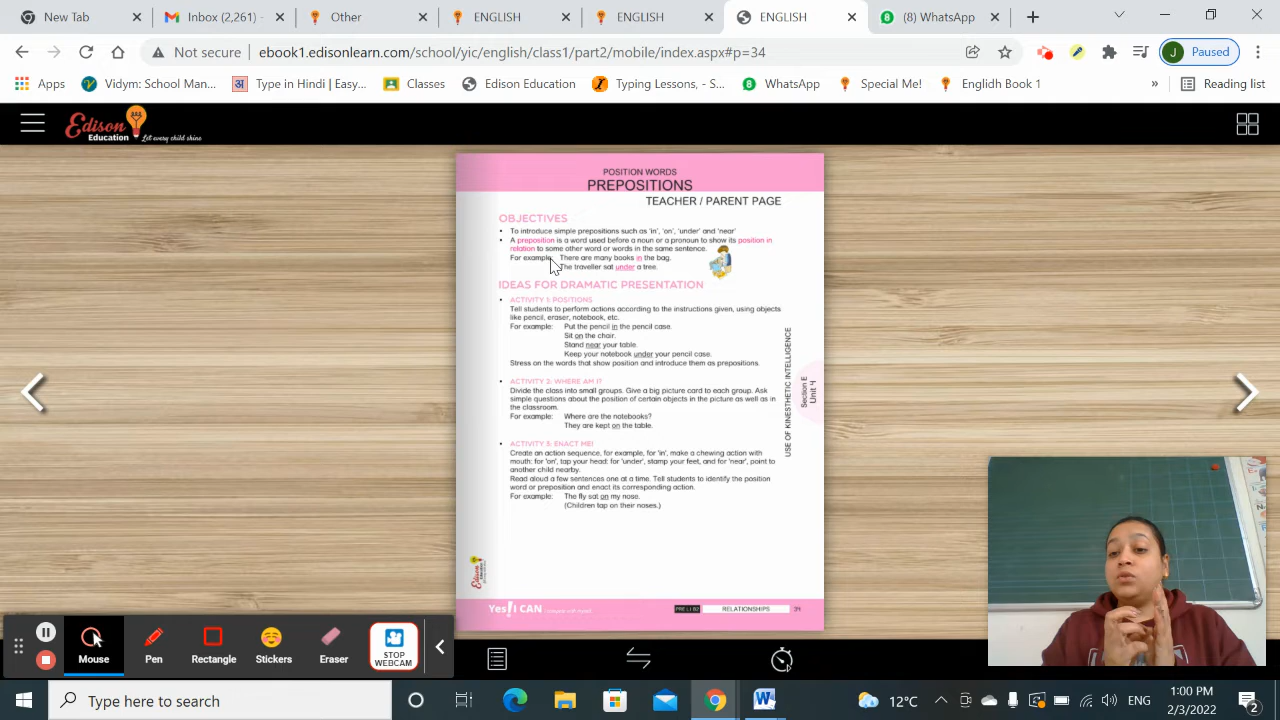 Edison Educ
Meditation
Other
Other
English Class
(8) WhatsApp
Not secure
ebook1.edisonlearn.com/school/vic/english/class1/part2/mobile/index.html#p=34
J Paused
Apps
Vidym:School Man...
Type in Hindi | Easy...
Classes
Edison Education
Typing Lessons, - S...
WhatsApp
Special Me!
English Book 1
»
Reading list
Edison
Education
Let every child shine
POSITION WORDS
PREPOSITIONS
TEACHER / PARENT PAGE
OBJECTIVES
• To introduce simple prepositions such as 'in', 'on', 'under' and 'near'
• A preposition is a word used before a noun or a pronoun to show its position in
relation to some other word or words in the same sentence.
For example: There are many books in the bag.
The traveller sat under a tree.
IDEAS FOR DRAMATIC PRESENTATION
• ACTIVITY 1: POSITIONS
Tell students to perform actions according to the instructions given, using objects
like pencil, eraser, notebook, etc.
For example: Put the pencil in the pencil case.
Sit on the chair.
Stand near your table.
Keep your notebook under your pencil case.
Stress on the words that show position and introduce them as prepositions.
• ACTIVITY 2: WHERE AM I?
Divide the class into small groups. Give a big picture card to each group. Ask
simple questions about the position of certain objects in the picture as well as in
the classroom.
For example: Where are the notebooks?
They are kept on the table.
• ACTIVITY 3: ENACT ME!
Create an action sequence, for example, for 'in', make a chewing action with
mouth: for 'on', tap your head: for 'under', stamp your feet, and for 'near', point to
another child nearby.
Read aloud a few sentences one at a time. Tell students to identify the position
word or preposition and enact its corresponding action.
For example: The fly sat on my nose.
(Children tap on their noses.)
USE OF KINESTHETIC INTELLIGENCE
Section E
Unit 4
Yes! I CAN
RELATIONSHIPS
Mouse
Pen
Rectangle
Stickers
Eraser
STOP
WEBCAM
Type here to search
12°C
ENG
1:00 PM
2/3/2022
2